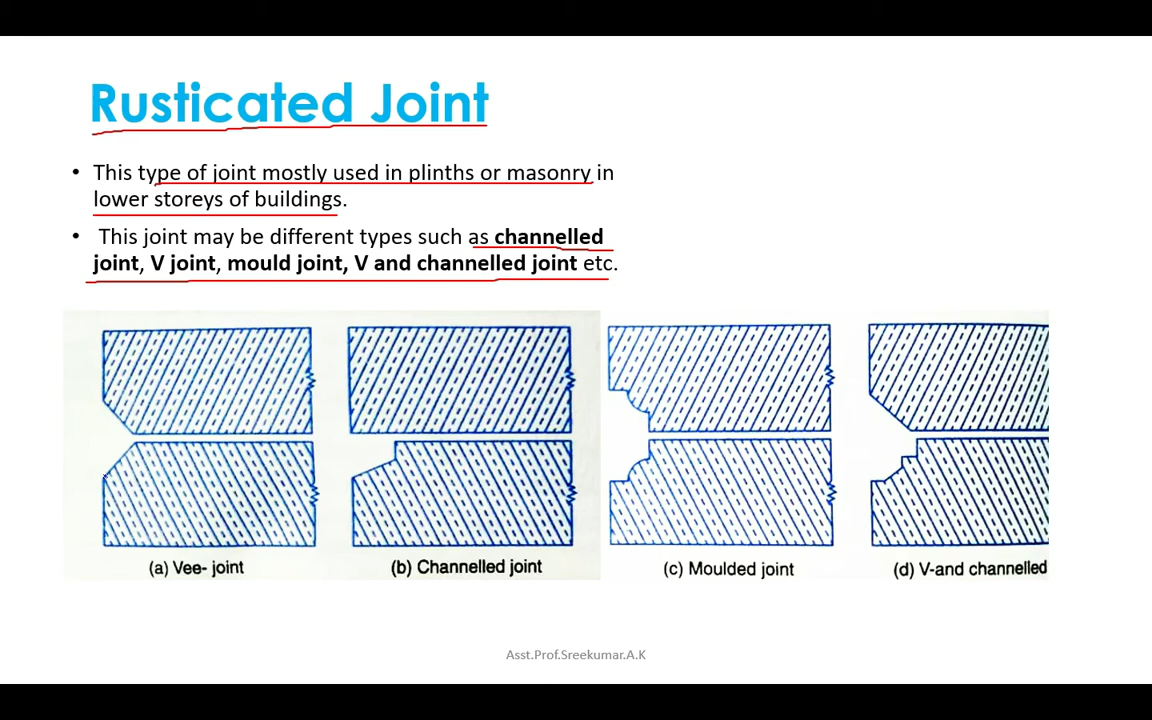 Rusticated Joint
• This type of joint mostly used in plinths or masonry in
lower storeys of buildings.
• This joint may be different types such as channelled
joint, V joint, mould joint, V and channelled joint etc.
(a) Vee- joint
(b) Channelled joint
(c) Moulded joint
(d) V-and channelled
Asst.Prof.Sreekumar.A.K